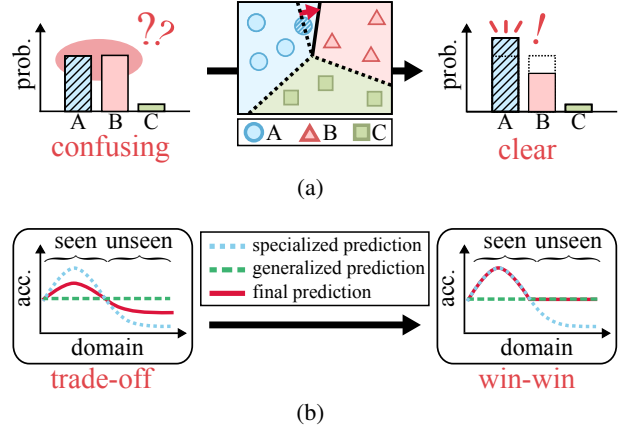 ??
prob.
A B C
confusing
A B C
!
prob.
A B C
clear
(a)
seen unseen
acc.
domain
trade-off
specialized prediction
generalized prediction
final prediction
seen unseen
acc.
domain
win-win
(b)